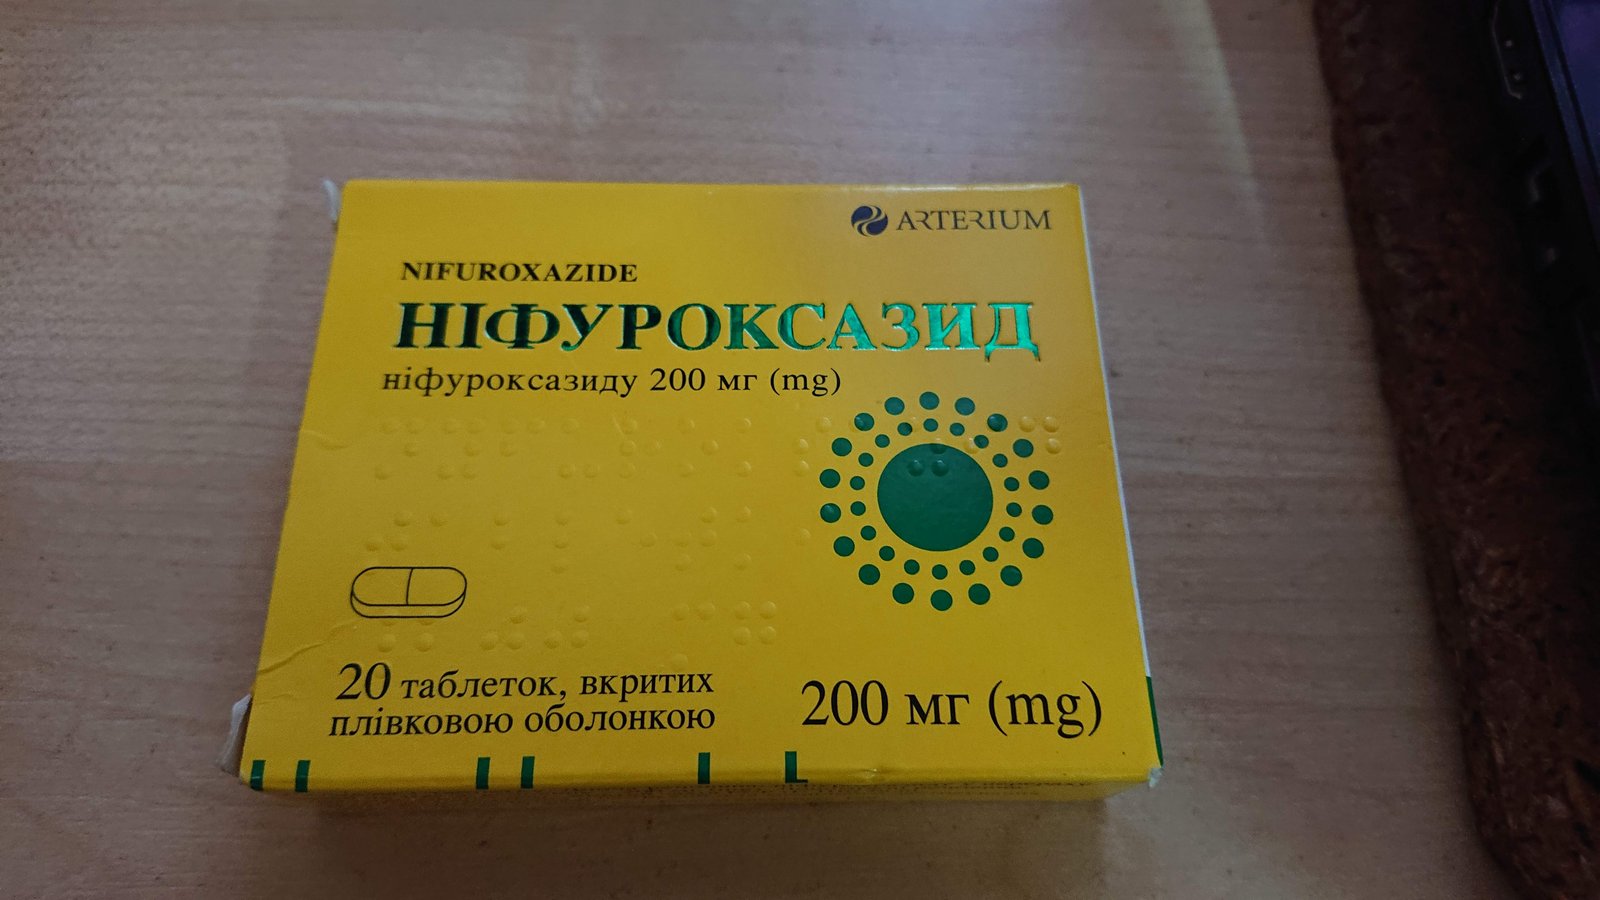 ARTERIUM
NIFUROXAZIDE
НІФУРОКСАЗИД
ніфуроксазиду 200 мг (mg)
20 таблеток, вкритих
плівковою оболонкою
200 мг (mg)